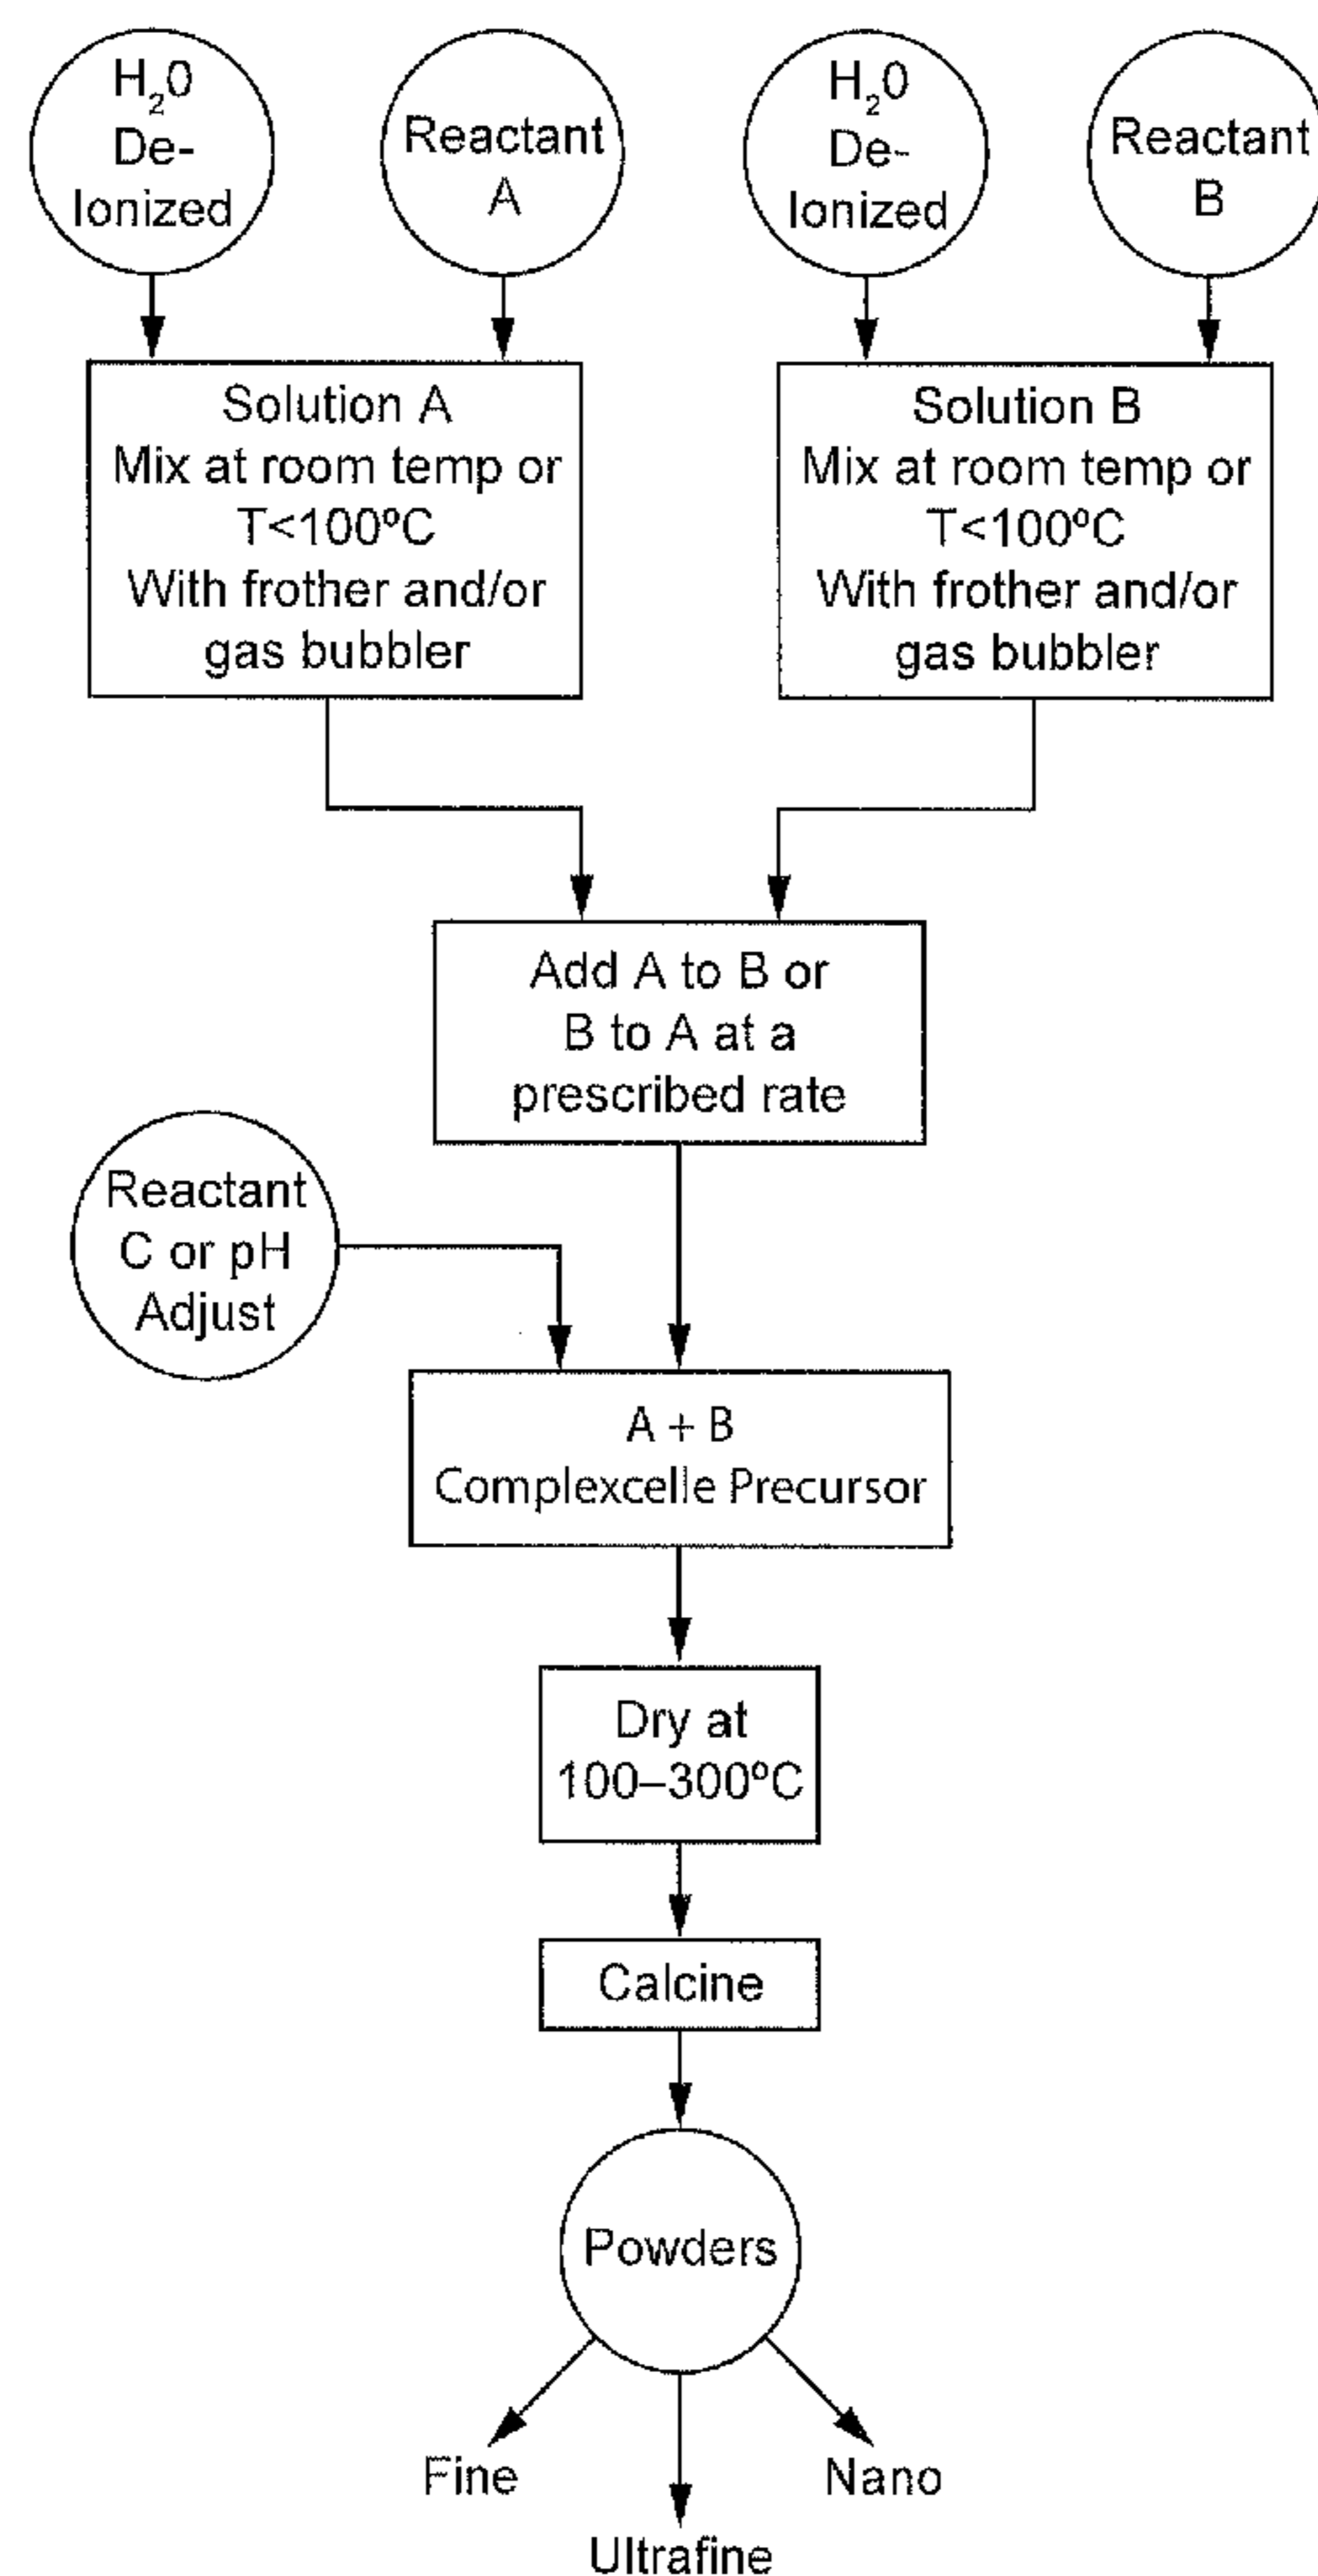 H₂0
De-
Ionized
Reactant
A
H₂0
De-
Ionized
Reactant
B
Solution A
Mix at room temp or
T<100ºC
With frother and/or
gas bubbler
Solution B
Mix at room temp or
T<100ºC
With frother and/or
gas bubbler
Add A to B or
B to A at a
prescribed rate
Reactant
C or pH
Adjust
A + B
Complexcelle Precursor
Dry at
100–300ºC
Calcine
Powders
Fine
Nano
Ultrafine